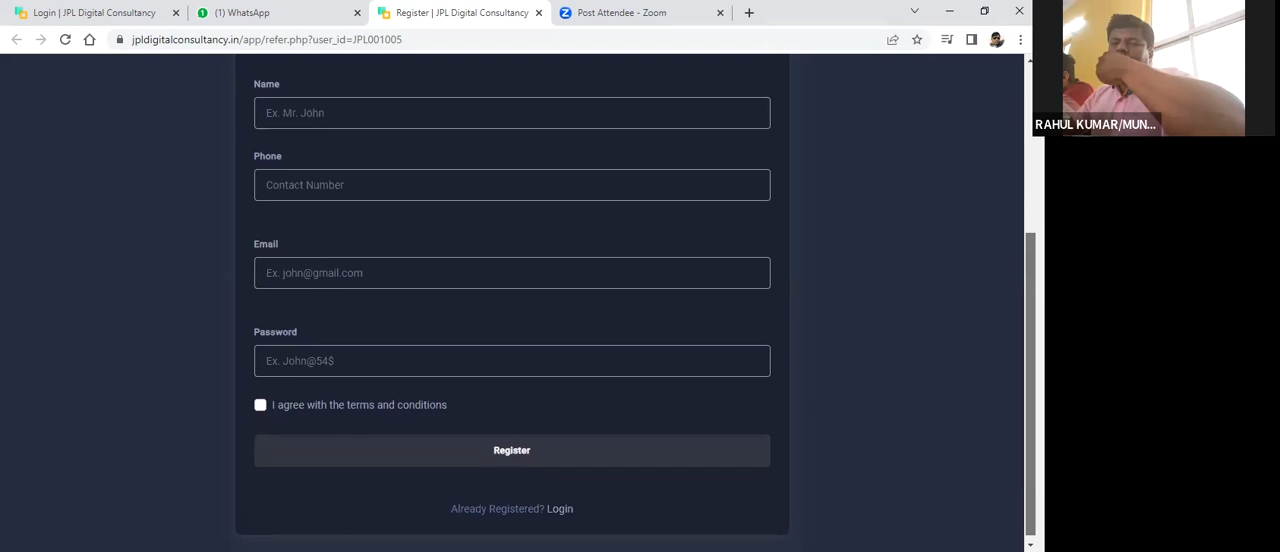 Login | JPL Digital Consultancy
(1) WhatsApp
Register | JPL Digital Consultancy
Post Attendee - Zoom
jpldigitalconsultancy.in/app/refer.php?user_id=JPL001005
RAHUL KUMAR/MUN...
Name
Ex. Mr. John
Phone
Contact Number
Email
Ex. john@gmail.com
Password
Ex. John@54$
I agree with the terms and conditions
Register
Already Registered? Login